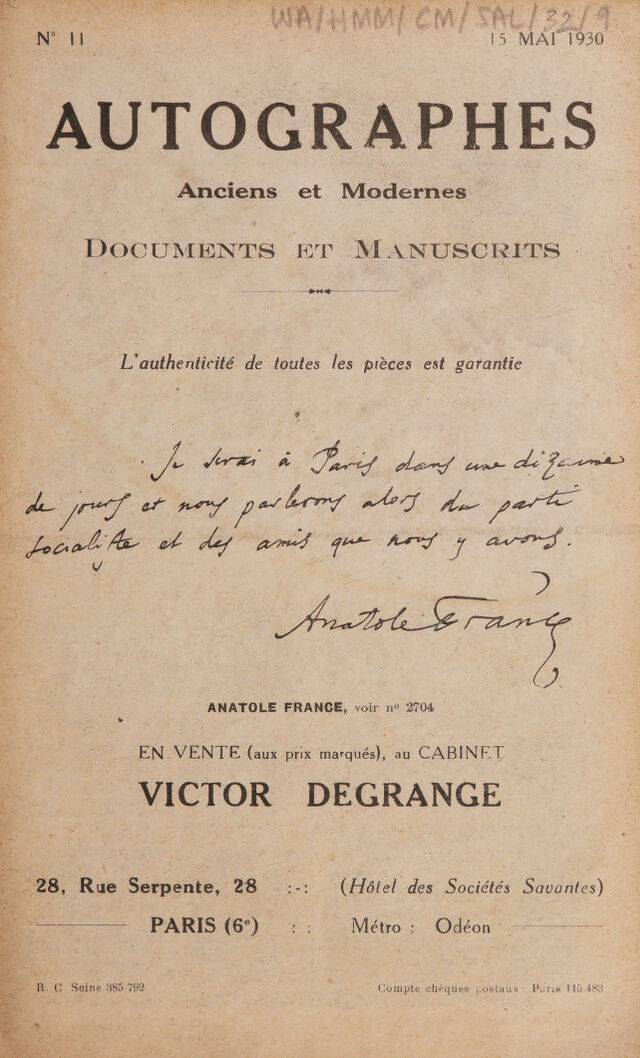 WA/HMM/CM/SAL/32/9
N° 11 15 MAI 1930
AUTOGRAPHES
Anciens et Modernes
DOCUMENTS ET MANUSCRITS
L'authenticité de toutes les pièces est garantie
Je serai à Paris dans une dizaine
de jours et nous parlerons alors du parti
socialiste et des amis que nous y avons.
Anatole France
ANATOLE FRANCE, voir n° 2704
EN VENTE (aux prix marqués), au CABINET
VICTOR DEGRANGE
28, Rue Serpente, 28 :-: (Hôtel des Sociétés Savantes)
PARIS (6e) : : Métro : Odéon
R. C. Seine 385.792 Compte chèques postaux : Paris 115.483